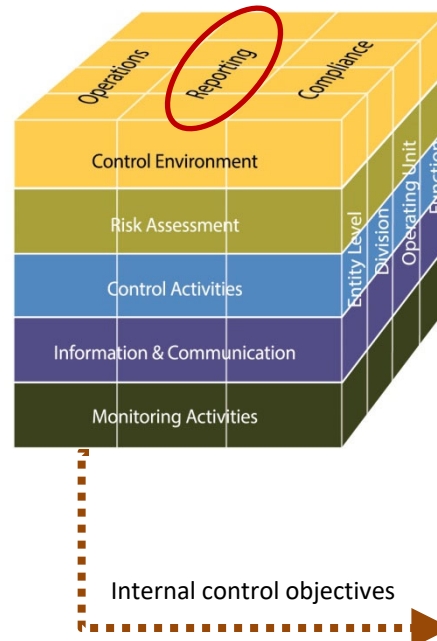 Operations
Reporting
Compliance
Control Environment
Risk Assessment
Control Activities
Information & Communication
Monitoring Activities
Entity Level
Division
Operating Unit
Function
Internal control objectives